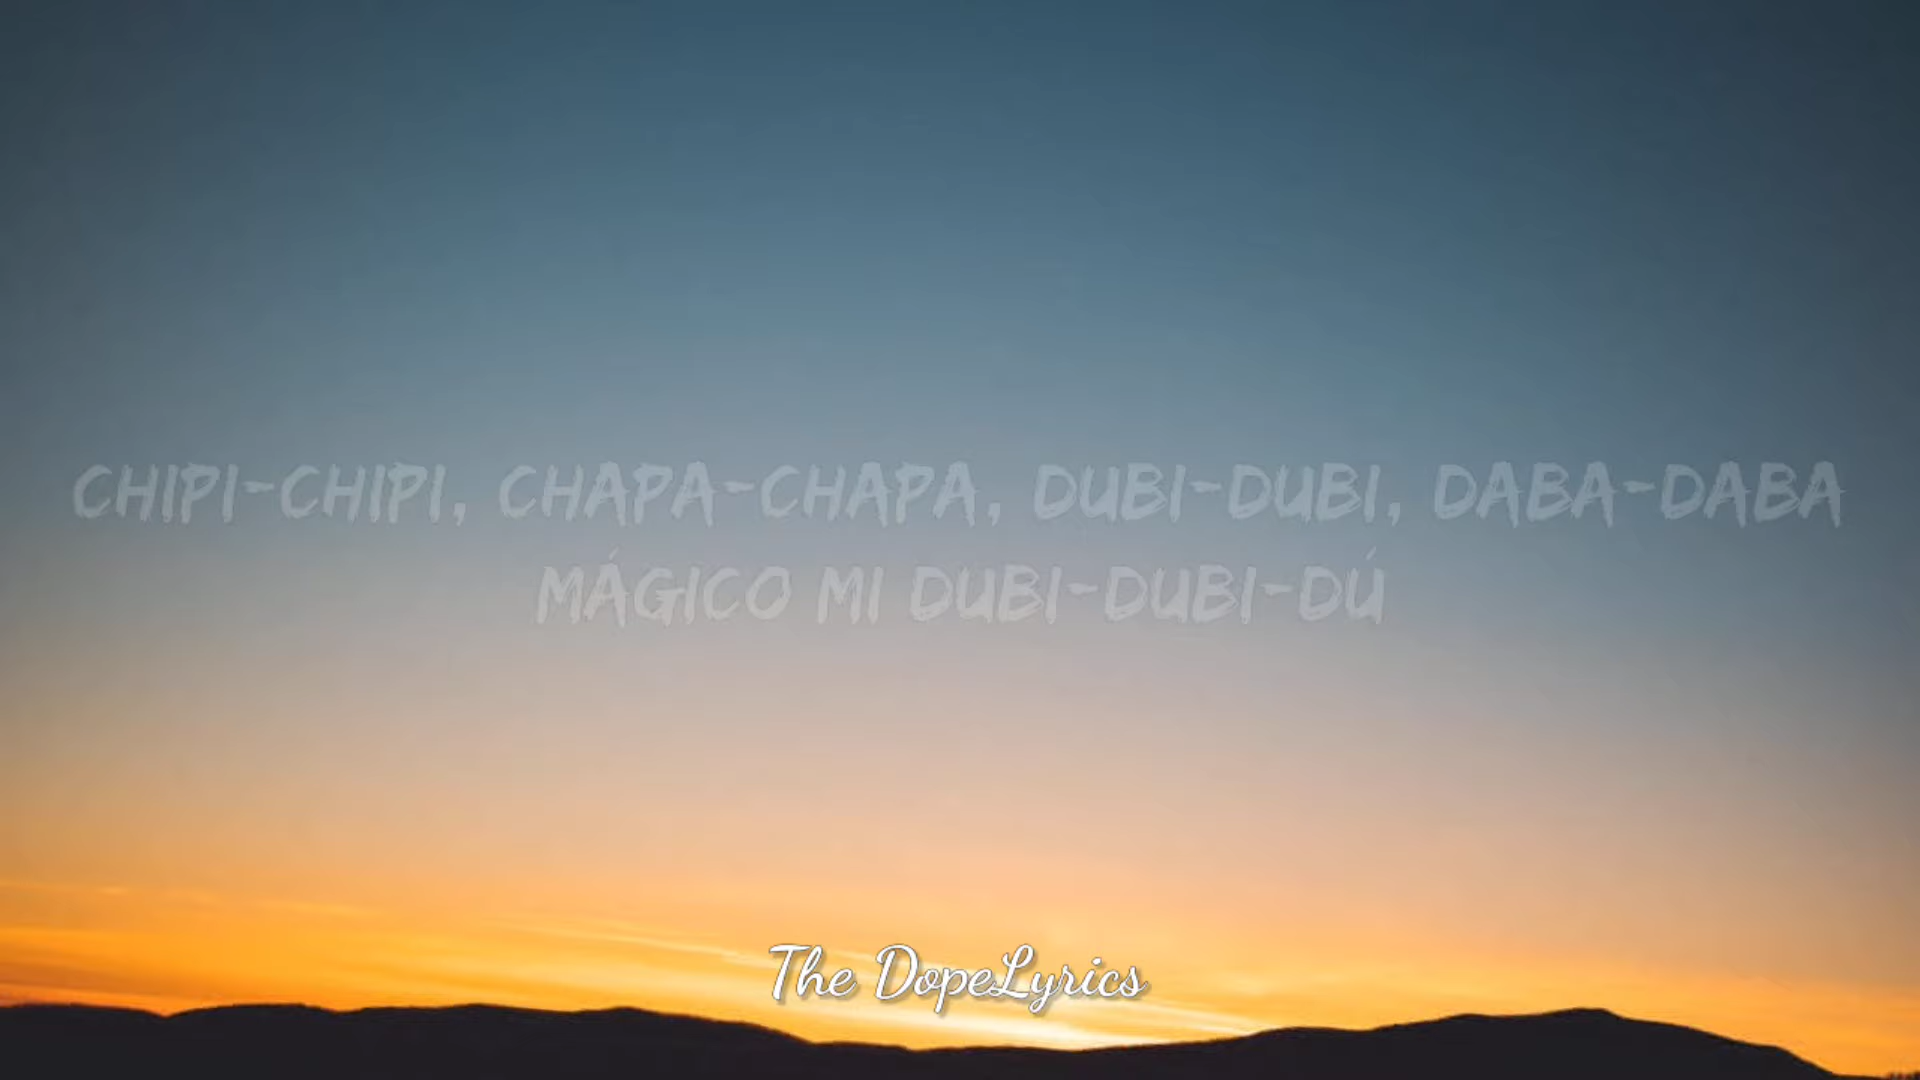 CHIPI-CHIPI, CHAPA-CHAPA, DUBI-DUBI, DABA-DABA
MÁGICO MI DUBI-DUBI-DÚ
The DopeLyrics